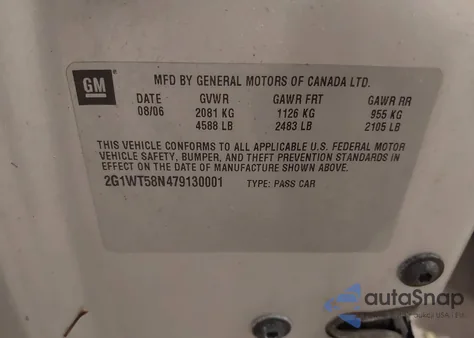 GM
MFD BY GENERAL MOTORS OF CANADA LTD.
DATE GVWR GAWR FRT GAWR RR
08/06 2081 KG 1126 KG 955 KG
4588 LB 2483 LB 2105 LB
THIS VEHICLE CONFORMS TO ALL APPLICABLE U.S. FEDERAL MOTOR
VEHICLE SAFETY, BUMPER, AND THEFT PREVENTION STANDARDS IN
EFFECT ON THE DATE OF MANUFACTURE SHOWN ABOVE.
2G1WT58N479130001 TYPE: PASS CAR
autoSnap